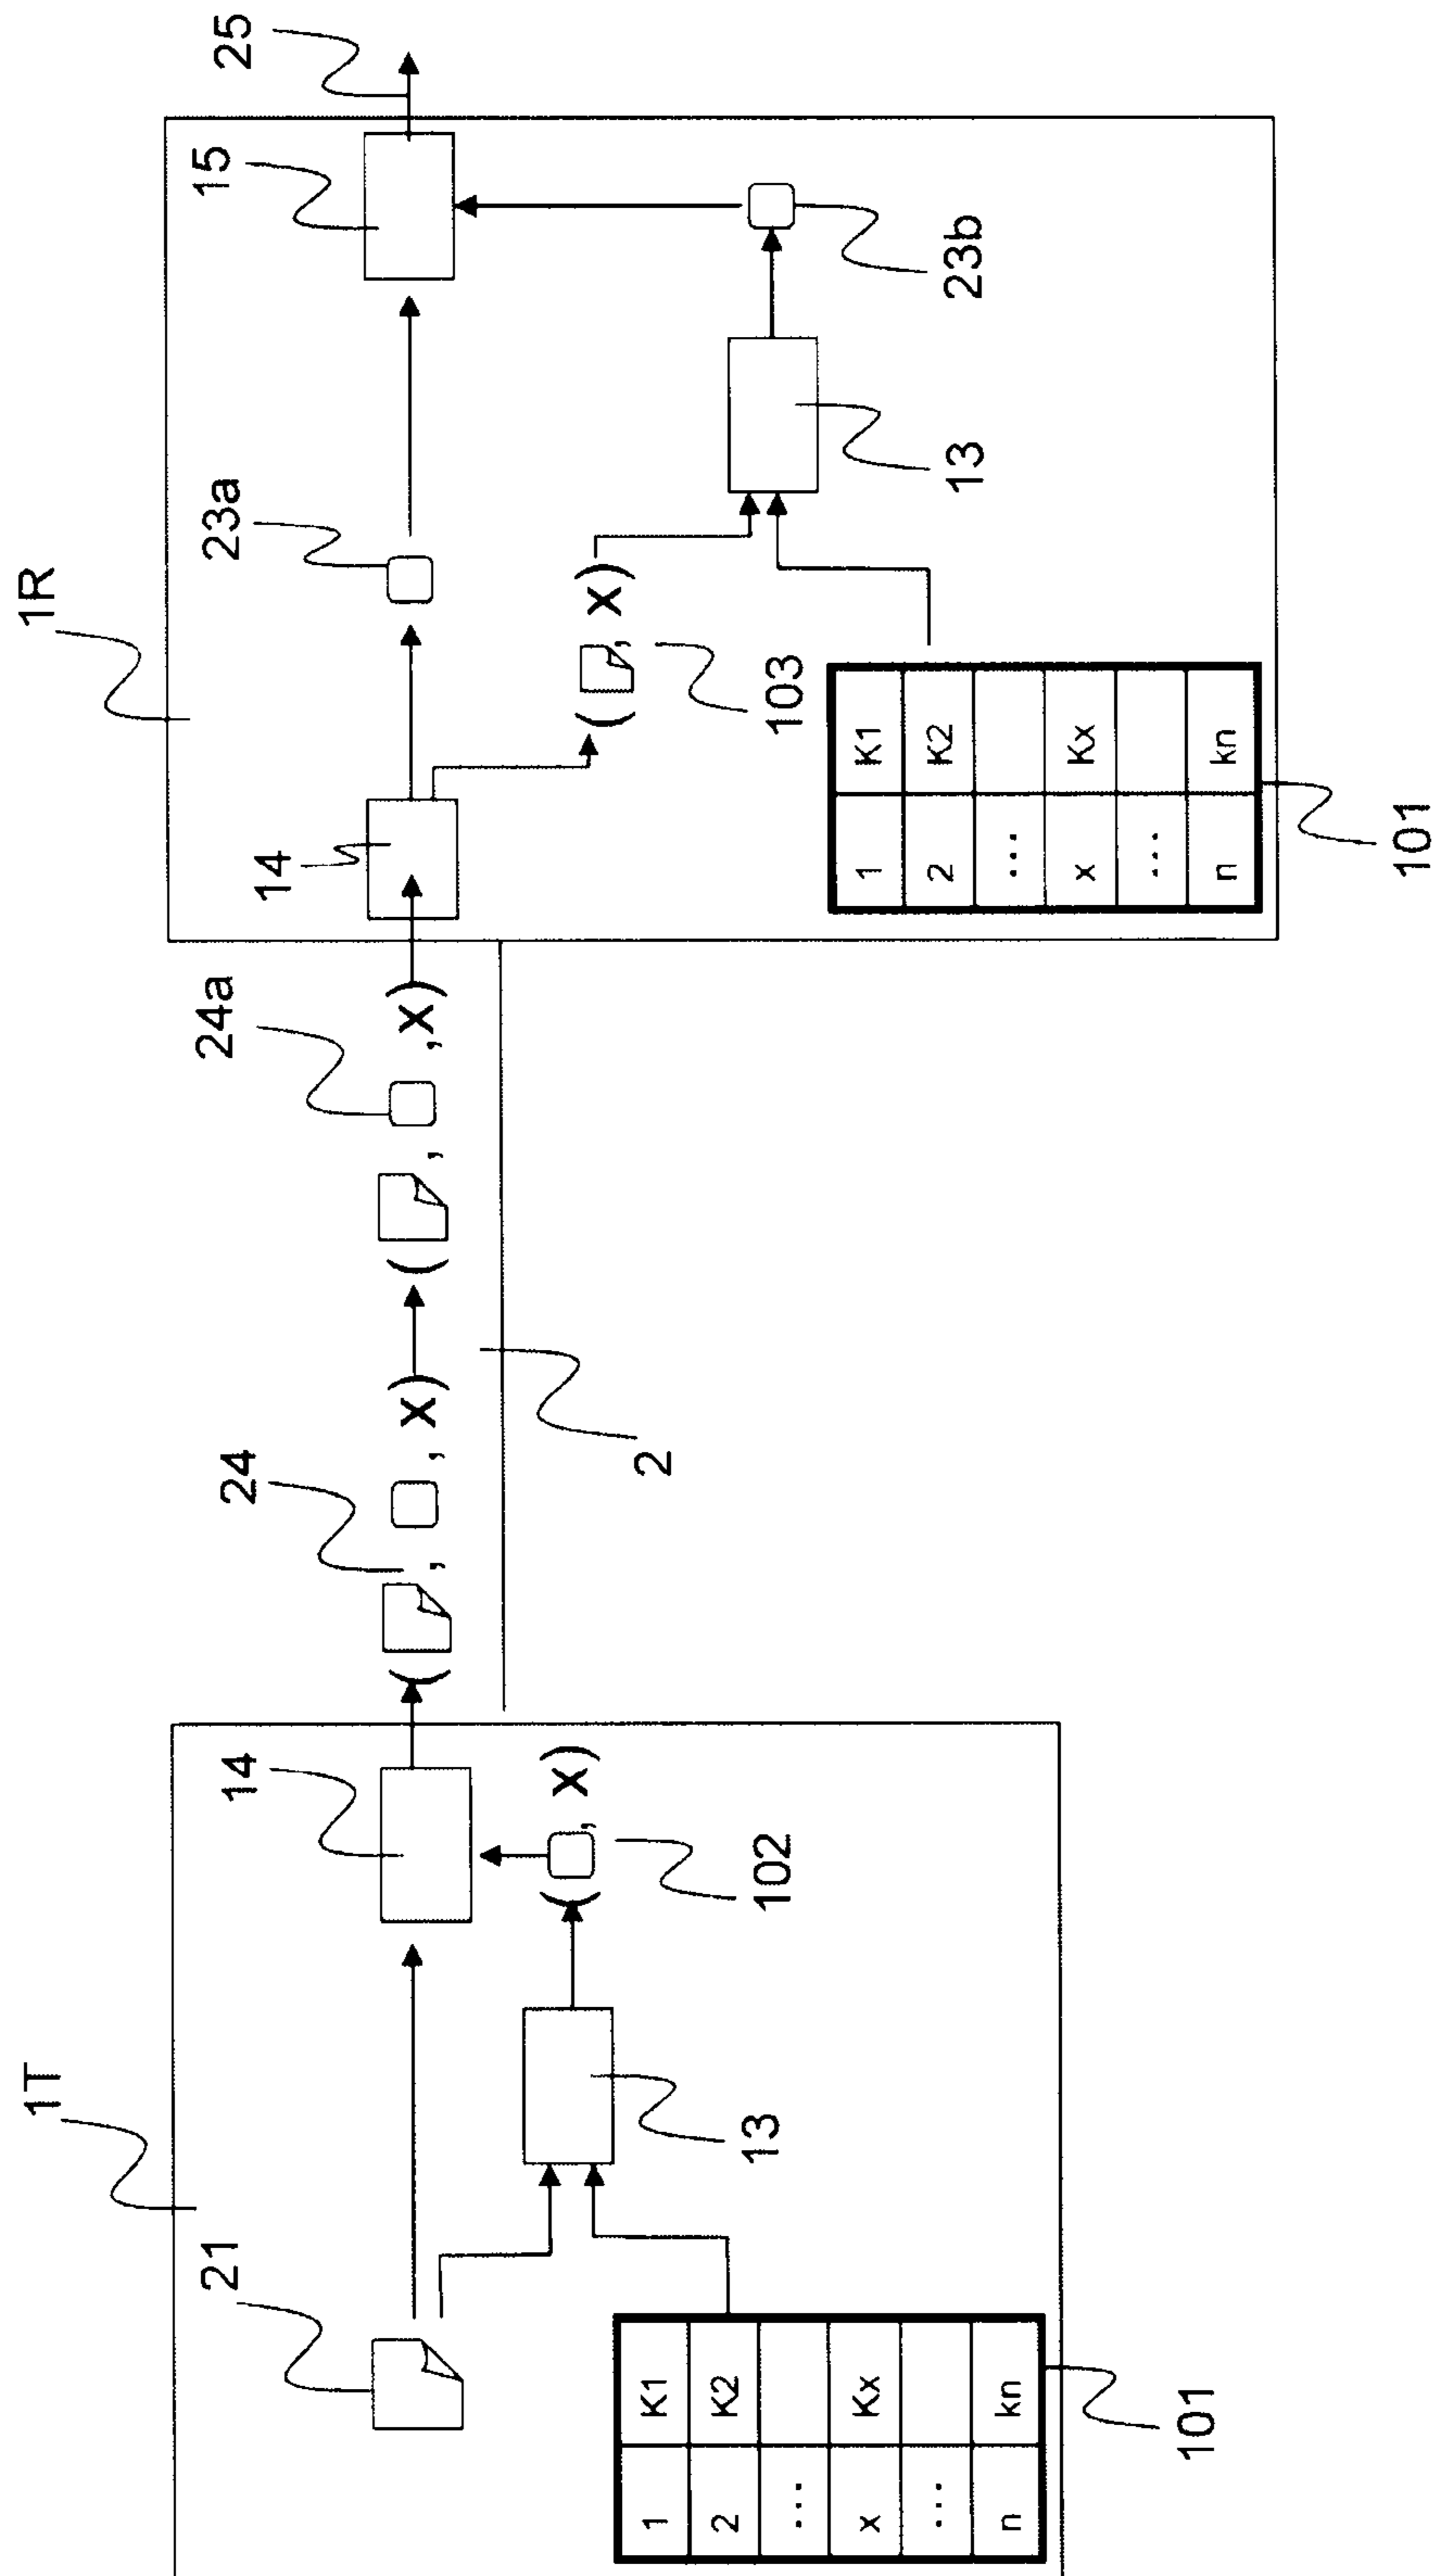 1T
1R
21
14
24
24a
14
23a
15
25
( , , x)
( , ,x)
( , x)
102
13
2
( , x)
103
13
23b
1 K1
2 K2
...
x Kx
...
n kn
101
1 K1
2 K2
...
x Kx
...
n kn
101